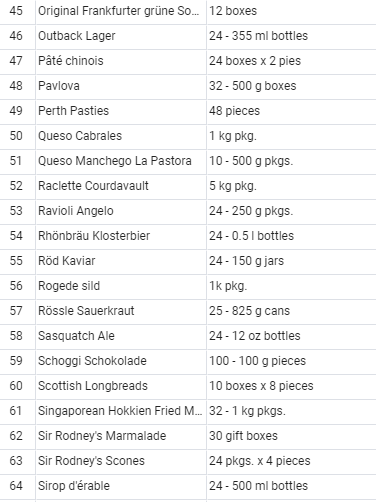 45 Original Frankfurter grüne So... 12 boxes
46 Outback Lager 24 - 355 ml bottles
47 Pâté chinois 24 boxes x 2 pies
48 Pavlova 32 - 500 g boxes
49 Perth Pasties 48 pieces
50 Queso Cabrales 1 kg pkg.
51 Queso Manchego La Pastora 10 - 500 g pkgs.
52 Raclette Courdavault 5 kg pkg.
53 Ravioli Angelo 24 - 250 g pkgs.
54 Rhönbräu Klosterbier 24 - 0.5 l bottles
55 Röd Kaviar 24 - 150 g jars
56 Rogede sild 1k pkg.
57 Rössle Sauerkraut 25 - 825 g cans
58 Sasquatch Ale 24 - 12 oz bottles
59 Schoggi Schokolade 100 - 100 g pieces
60 Scottish Longbreads 10 boxes x 8 pieces
61 Singaporean Hokkien Fried M... 32 - 1 kg pkgs.
62 Sir Rodney's Marmalade 30 gift boxes
63 Sir Rodney's Scones 24 pkgs. x 4 pieces
64 Sirop d'érable 24 - 500 ml bottles